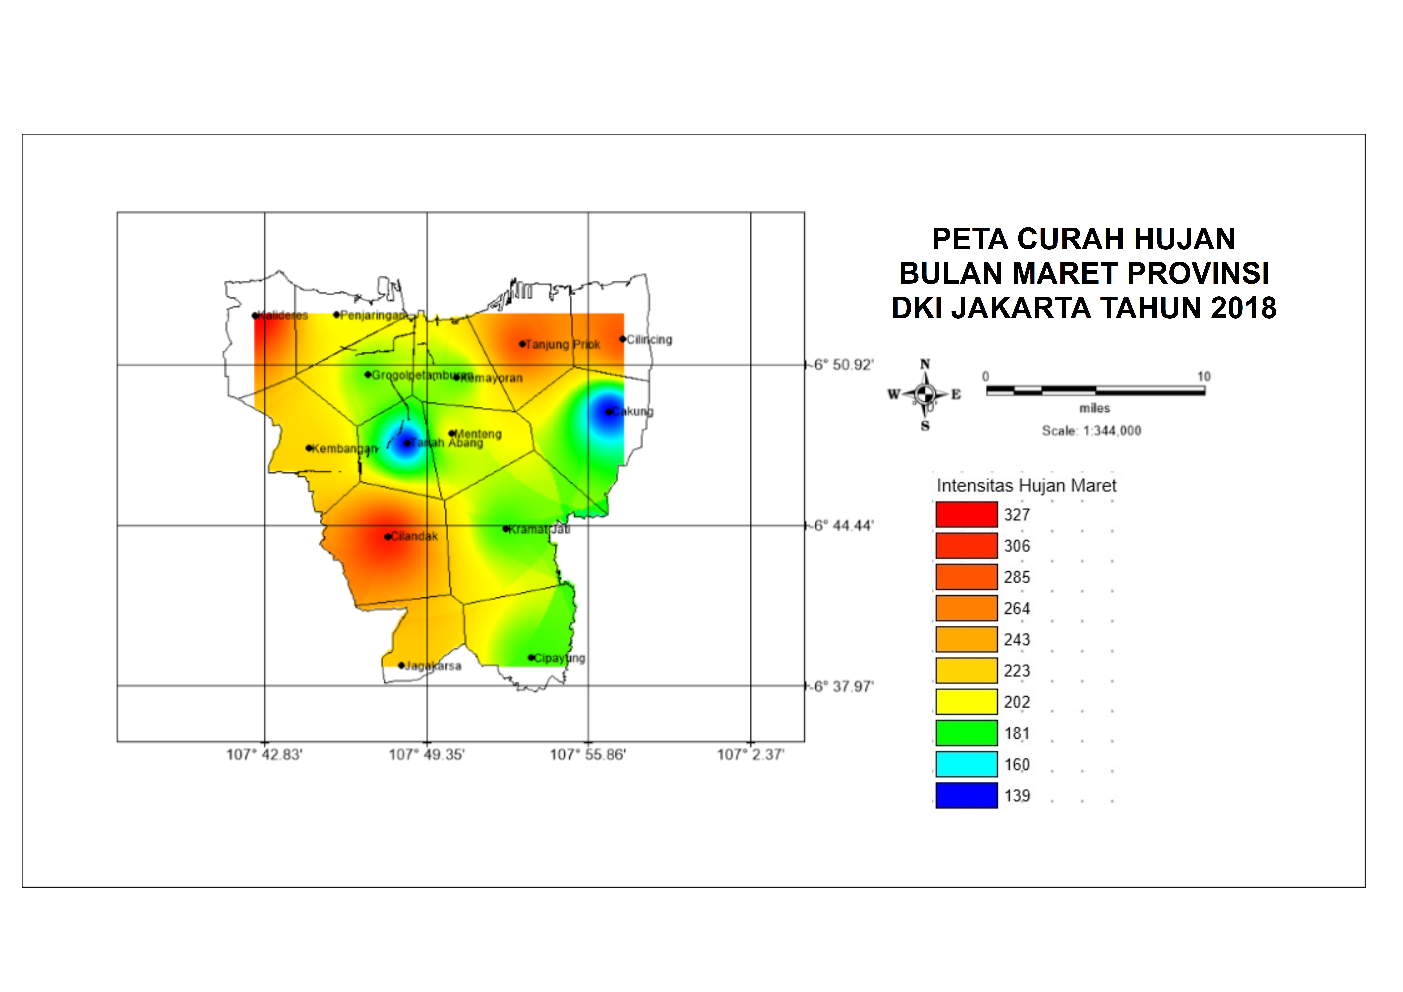 PETA CURAH HUJAN
BULAN MARET PROVINSI
DKI JAKARTA TAHUN 2018
Kalideres
Penjaringan
Tanjung Priok
Cilincing
Grogolpetamburan
Kemayoran
Cakung
Menteng
Tanah Abang
Kembangan
Kramat Jati
Cilandak
Cipayung
Jagakarsa
-6° 50.92'
-6° 44.44'
-6° 37.97'
107° 42.83'
107° 49.35'
107° 55.86'
107° 2.37'
N
W
E
S
0
10
miles
Scale: 1:344,000
Intensitas Hujan Maret
327
306
285
264
243
223
202
181
160
139